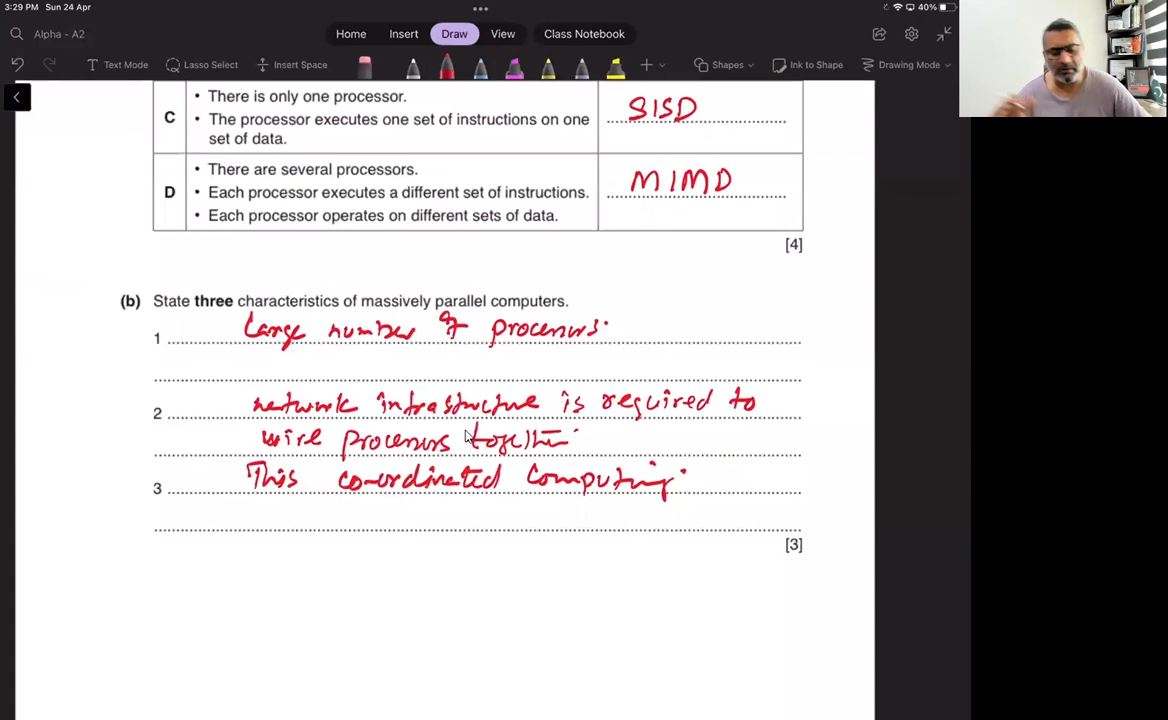 3:29 PM Sun 24 Apr
40%
Alpha - A2
Home Insert Draw View Class Notebook
Text Mode Lasso Select Insert Space Shapes Ink to Shape Drawing Mode
C
• There is only one processor.
• The processor executes one set of instructions on one
set of data.
SISD
D
• There are several processors.
• Each processor executes a different set of instructions.
• Each processor operates on different sets of data.
MIMD
[4]
(b) State three characteristics of massively parallel computers.
1 Large number of processors.
2 network infrastructure is required to
wire processors together.
3 This co-ordinated computing.
[3]